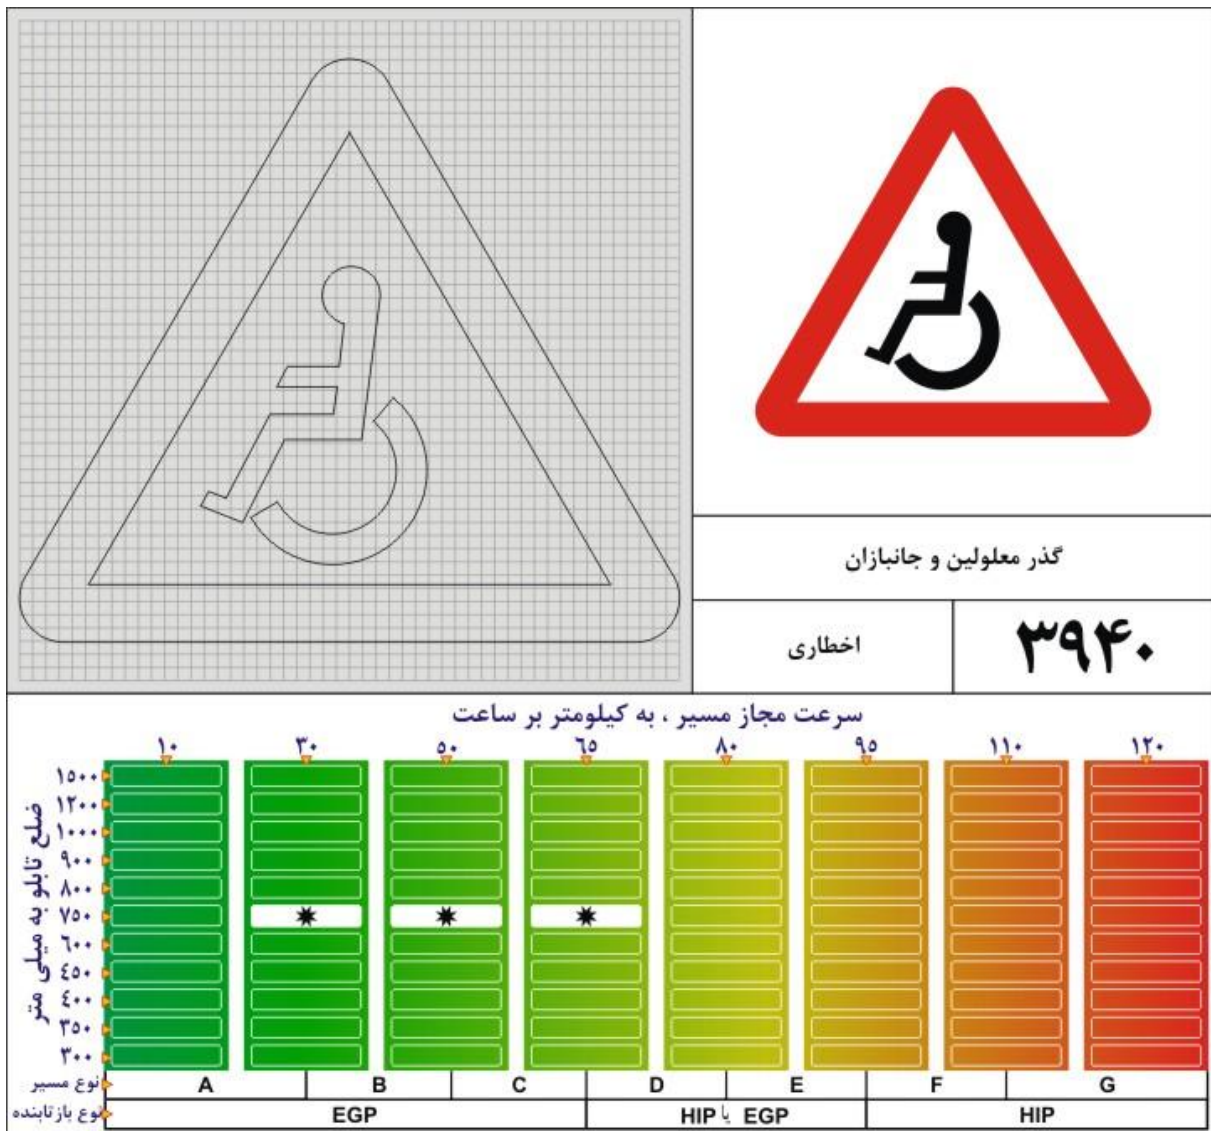 گذر معلولین و جانبازان
اخطاری
۳۹۴۰
سرعت مجاز مسیر ، به کیلومتر بر ساعت
۱۰ ۳۰ ۵۰ ۶۵ ۸۰ ۹۵ ۱۱۰ ۱۲۰
ضلع تابلو به میلی متر
۱۵۰۰
۱۲۰۰
۱۰۰۰
۹۰۰
۸۰۰
۷۵۰
۶۰۰
٤۵۰
٤۰۰
۳۵۰
۳۰۰
نوع مسیر A B C D E F G
نوع بازتابنده EGP HIP یا EGP HIP